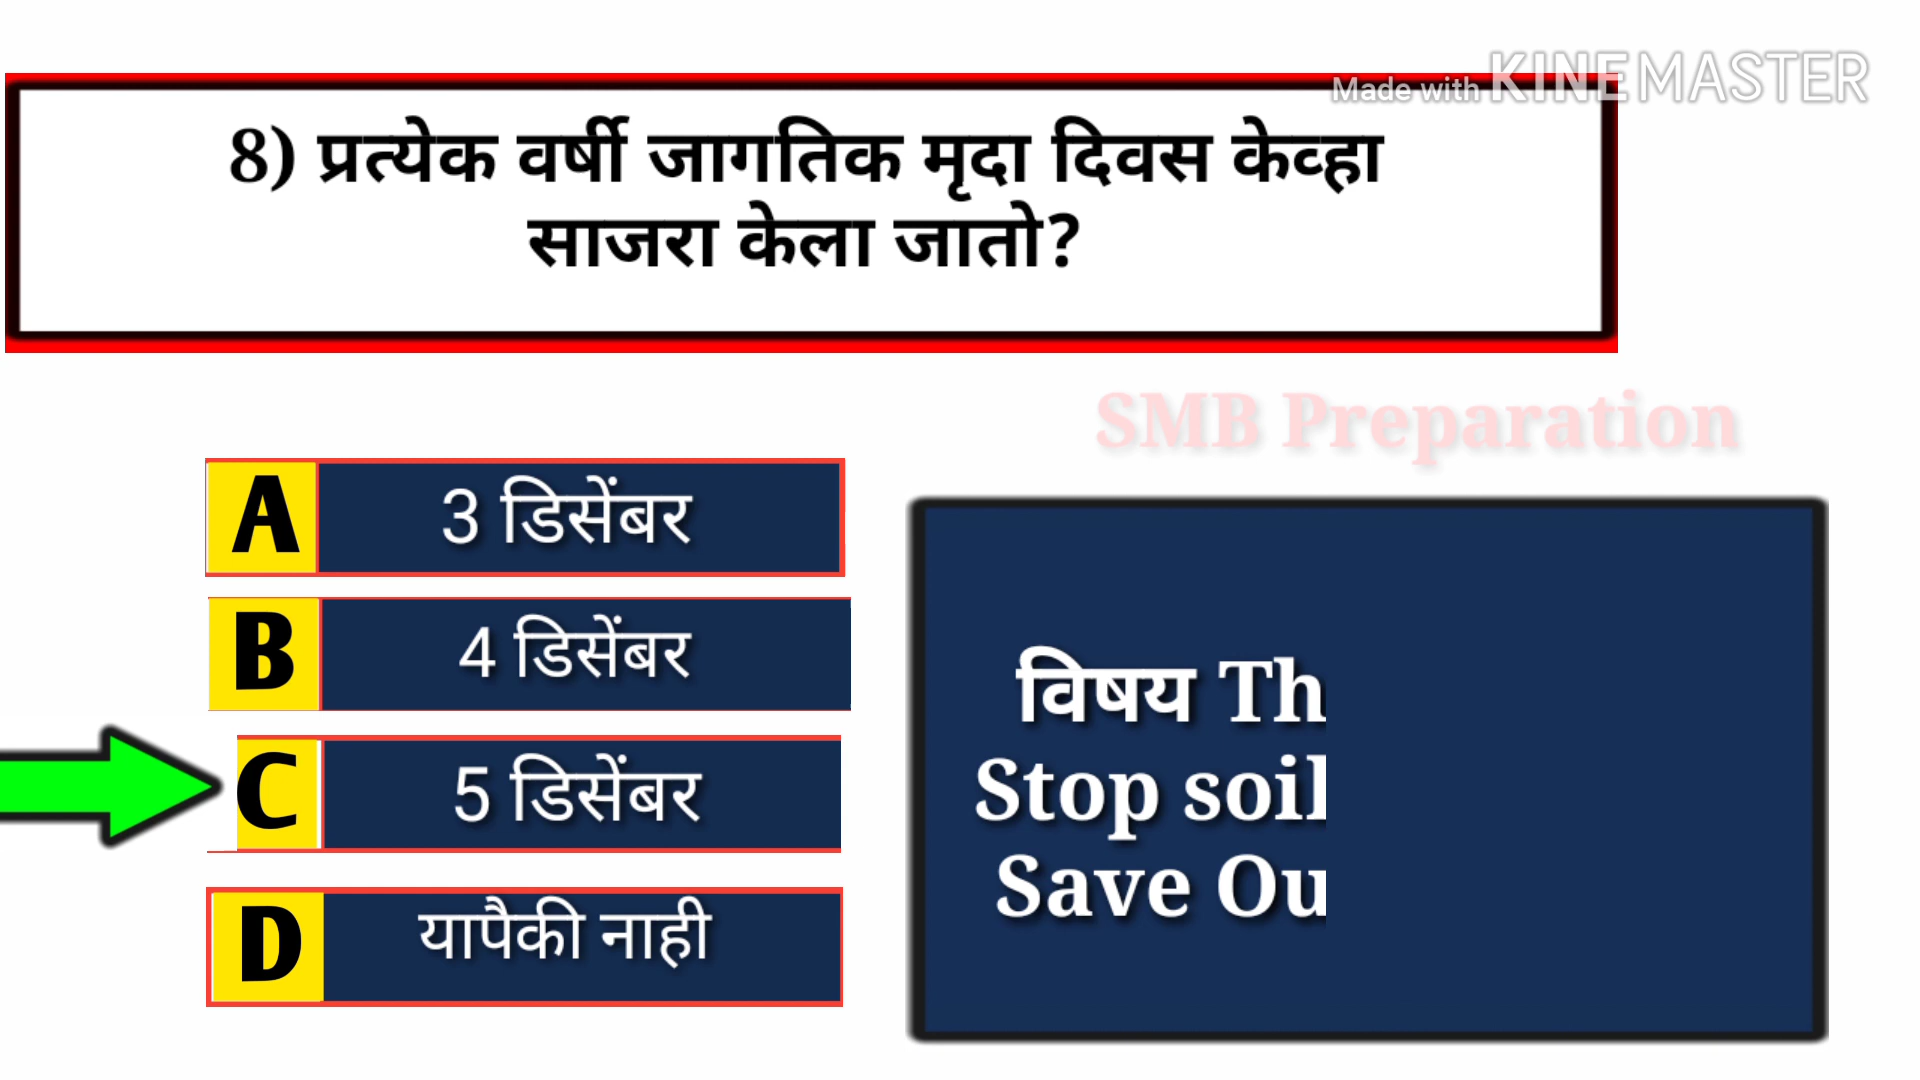 Made with KINEMASTER
8) प्रत्येक वर्षी जागतिक मृदा दिवस केव्हा
साजरा केला जातो?
SMB Preparation
A 3 डिसेंबर
B 4 डिसेंबर
C 5 डिसेंबर
D यापैकी नाही
विषय Th
Stop soil
Save Ou